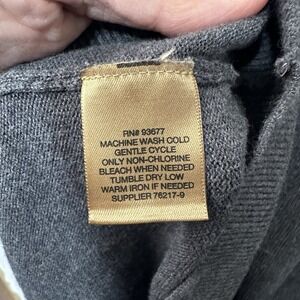 RN# 93677
MACHINE WASH COLD
GENTLE CYCLE
ONLY NON-CHLORINE
BLEACH WHEN NEEDED
TUMBLE DRY LOW
WARM IRON IF NEEDED
SUPPLIER 76217-9